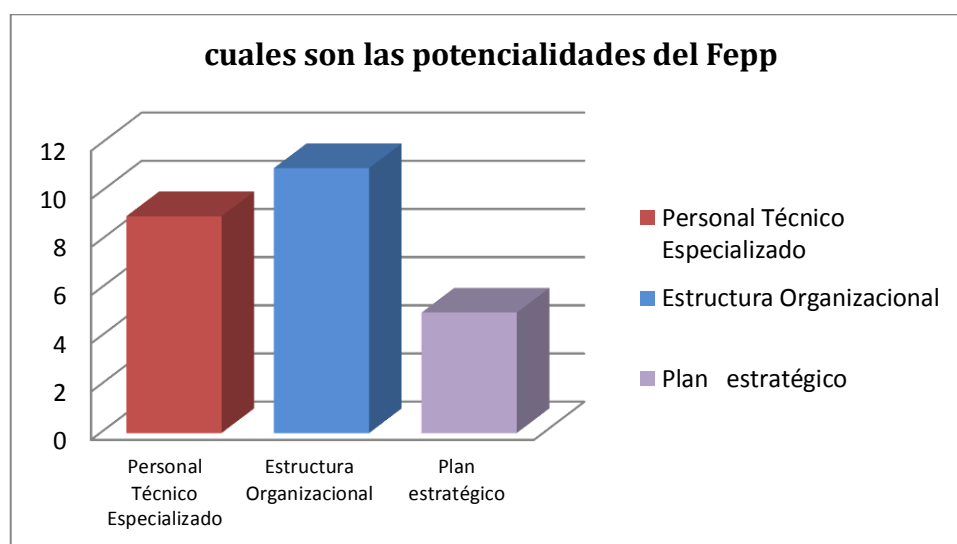 cuales son las potencialidades del Fepp
12
10
8
6
4
2
0
Personal
Técnico
Especializado
Estructura
Organizacional
Plan
estratégico
Personal Técnico
Especializado
Estructura Organizacional
Plan estratégico